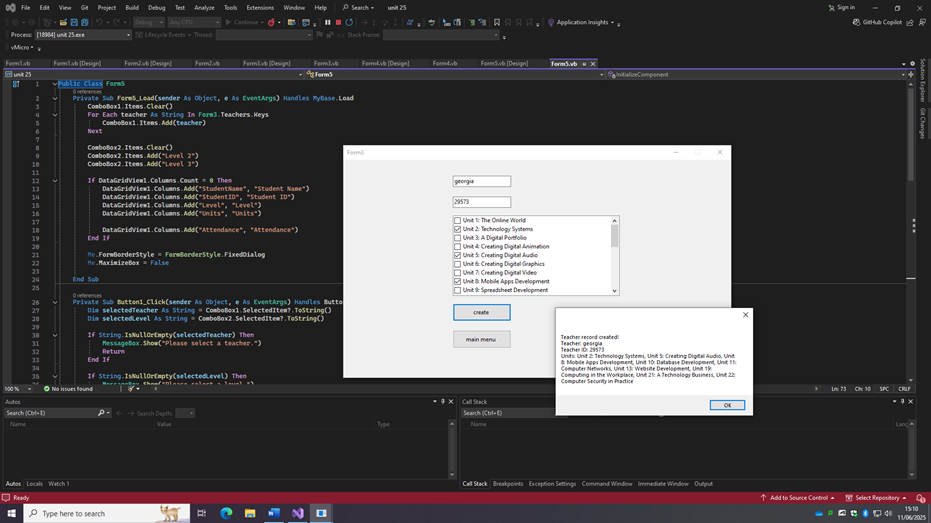 File Edit View Git Project Build Debug Test Analyze Tools Extensions Window Help Search unit 25 Sign in
Debug Any CPU Continue Application Insights GitHub Copilot
Process: [18984] unit 25.exe Lifecycle Events Thread: Stack Frame:
vMicro
Form1.vb Form1.vb [Design] Form2.vb [Design] Form2.vb Form3.vb [Design] Form3.vb Form4.vb [Design] Form4.vb Form5.vb [Design] Form5.vb
unit 25 Form5 InitializeComponent
Solution Explorer
Git Changes
1 Public Class Form5
0 references
2 Private Sub Form5_Load(sender As Object, e As EventArgs) Handles MyBase.Load
3 ComboBox1.Items.Clear()
4 For Each teacher As String In Form3.Teachers.Keys
5 ComboBox1.Items.Add(teacher)
6 Next
7
8 ComboBox2.Items.Clear()
9 ComboBox2.Items.Add("Level 2")
10 ComboBox2.Items.Add("Level 3")
11
12 If DataGridView1.Columns.Count = 0 Then
13 DataGridView1.Columns.Add("StudentName", "Student Name")
14 DataGridView1.Columns.Add("StudentID", "Student ID")
15 DataGridView1.Columns.Add("Level", "Level")
16 DataGridView1.Columns.Add("Units", "Units")
17
18 DataGridView1.Columns.Add("Attendance", "Attendance")
19 End If
20
21 Me.FormBorderStyle = FormBorderStyle.FixedDialog
22 Me.MaximizeBox = False
23
24 End Sub
25
0 references
26 Private Sub Button1_Click(sender As Object, e As EventArgs) Handles Button
27 Dim selectedTeacher As String = ComboBox1.SelectedItem?.ToString()
28 Dim selectedLevel As String = ComboBox2.SelectedItem?.ToString()
29
30 If String.IsNullOrEmpty(selectedTeacher) Then
31 MessageBox.Show("Please select a teacher.")
32 Return
33 End If
34
35 If String.IsNullOrEmpty(selectedLevel) Then
36 MessageBox.Show("Please select a level.")
Form3
georgia
29573
Unit 1: The Online World
Unit 2: Technology Systems
Unit 3: A Digital Portfolio
Unit 4: Creating Digital Animation
Unit 5: Creating Digital Audio
Unit 6: Creating Digital Graphics
Unit 7: Creating Digital Video
Unit 8: Mobile Apps Development
Unit 9: Spreadsheet Development
create
main menu
Teacher record created!
Teacher: georgia
Teacher ID: 29573
Units: Unit 2: Technology Systems, Unit 5: Creating Digital Audio, Unit
8: Mobile Apps Development, Unit 10: Database Development, Unit 11:
Computer Networks, Unit 13: Website Development, Unit 19:
Computing in the Workplace, Unit 21: A Technology Business, Unit 22:
Computer Security in Practice
OK
100 % No issues found Ln: 73 Ch: 10 SPC CRLF
Autos Call Stack
Search (Ctrl+E) Search Depth: Search (Ctrl+E)
Name Value Type Name Lang
Autos Locals Watch 1 Call Stack Breakpoints Exception Settings Command Window Immediate Window Output
Ready Add to Source Control Select Repository
Type here to search
15:10
11/06/2025